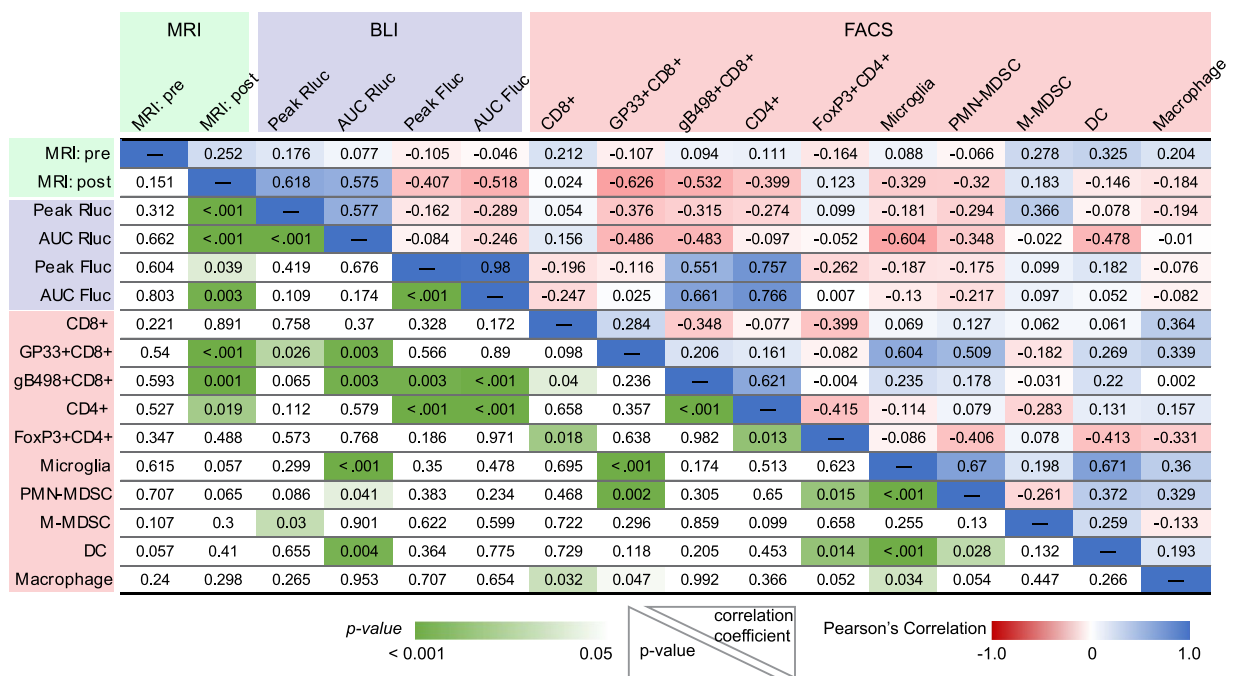 MRI BLI FACS
MRI: pre MRI: post Peak Rluc AUC Rluc Peak Fluc AUC Fluc CD8+ GP33+CD8+ gB498+CD8+ CD4+ FoxP3+CD4+ Microglia PMN-MDSC M-MDSC DC Macrophage
MRI: pre — 0.252 0.176 0.077 -0.105 -0.046 0.212 -0.107 0.094 0.111 -0.164 0.088 -0.066 0.278 0.325 0.204
MRI: post 0.151 — 0.618 0.575 -0.407 -0.518 0.024 -0.626 -0.532 -0.399 0.123 -0.329 -0.32 0.183 -0.146 -0.184
Peak Rluc 0.312 <.001 — 0.577 -0.162 -0.289 0.054 -0.376 -0.315 -0.274 0.099 -0.181 -0.294 0.366 -0.078 -0.194
AUC Rluc 0.662 <.001 <.001 — -0.084 -0.246 0.156 -0.486 -0.483 -0.097 -0.052 -0.604 -0.348 -0.022 -0.478 -0.01
Peak Fluc 0.604 0.039 0.419 0.676 — 0.98 -0.196 -0.116 0.551 0.757 -0.262 -0.187 -0.175 0.099 0.182 -0.076
AUC Fluc 0.803 0.003 0.109 0.174 <.001 — -0.247 0.025 0.661 0.766 0.007 -0.13 -0.217 0.097 0.052 -0.082
CD8+ 0.221 0.891 0.758 0.37 0.328 0.172 — 0.284 -0.348 -0.077 -0.399 0.069 0.127 0.062 0.061 0.364
GP33+CD8+ 0.54 <.001 0.026 0.003 0.566 0.89 0.098 — 0.206 0.161 -0.082 0.604 0.509 -0.182 0.269 0.339
gB498+CD8+ 0.593 0.001 0.065 0.003 0.003 <.001 0.04 0.236 — 0.621 -0.004 0.235 0.178 -0.031 0.22 0.002
CD4+ 0.527 0.019 0.112 0.579 <.001 <.001 0.658 0.357 <.001 — -0.415 -0.114 0.079 -0.283 0.131 0.157
FoxP3+CD4+ 0.347 0.488 0.573 0.768 0.186 0.971 0.018 0.638 0.982 0.013 — -0.086 -0.406 0.078 -0.413 -0.331
Microglia 0.615 0.057 0.299 <.001 0.35 0.478 0.695 <.001 0.174 0.513 0.623 — 0.67 0.198 0.671 0.36
PMN-MDSC 0.707 0.065 0.086 0.041 0.383 0.234 0.468 0.002 0.305 0.65 0.015 <.001 — -0.261 0.372 0.329
M-MDSC 0.107 0.3 0.03 0.901 0.622 0.599 0.722 0.296 0.859 0.099 0.658 0.255 0.13 — 0.259 -0.133
DC 0.057 0.41 0.655 0.004 0.364 0.775 0.729 0.118 0.205 0.453 0.014 <.001 0.028 0.132 — 0.193
Macrophage 0.24 0.298 0.265 0.953 0.707 0.654 0.032 0.047 0.992 0.366 0.052 0.034 0.054 0.447 0.266 —
p-value
< 0.001 0.05
correlation
coefficient
p-value
Pearson's Correlation
-1.0 0 1.0